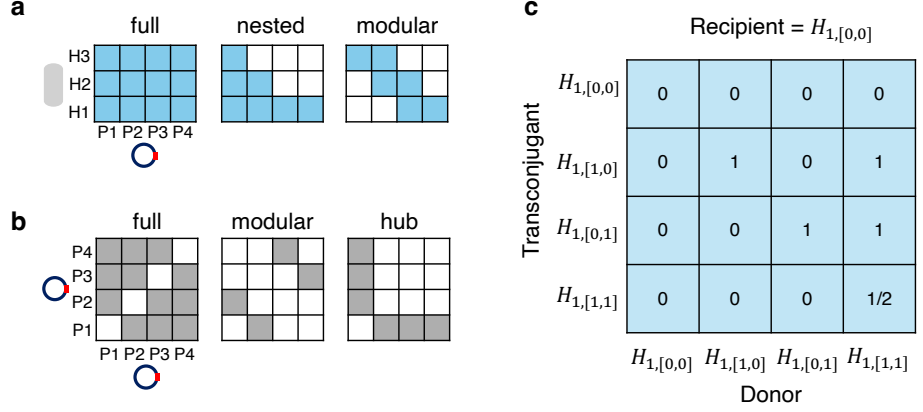 a
full nested modular
H3
H2
H1
P1 P2 P3 P4
b
full modular hub
P4
P3
P2
P1
P1 P2 P3 P4
c
Recipient = H1,[0,0]
Transconjugant
H1,[0,0] 0 0 0 0
H1,[1,0] 0 1 0 1
H1,[0,1] 0 0 1 1
H1,[1,1] 0 0 0 1/2
H1,[0,0] H1,[1,0] H1,[0,1] H1,[1,1]
Donor